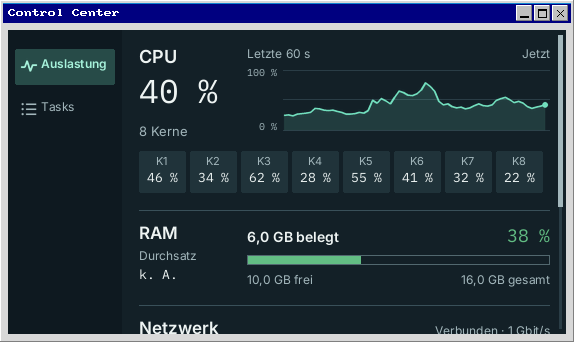 Control Center
Auslastung
Tasks
CPU
40 %
8 Kerne
Letzte 60 s
Jetzt
100 %
0 %
K1 K2 K3 K4 K5 K6 K7 K8
46 % 34 % 62 % 28 % 55 % 41 % 32 % 22 %
RAM
Durchsatz
k. A.
6,0 GB belegt
38 %
10,0 GB frei
16,0 GB gesamt
Netzwerk
Verbunden · 1 Gbit/s